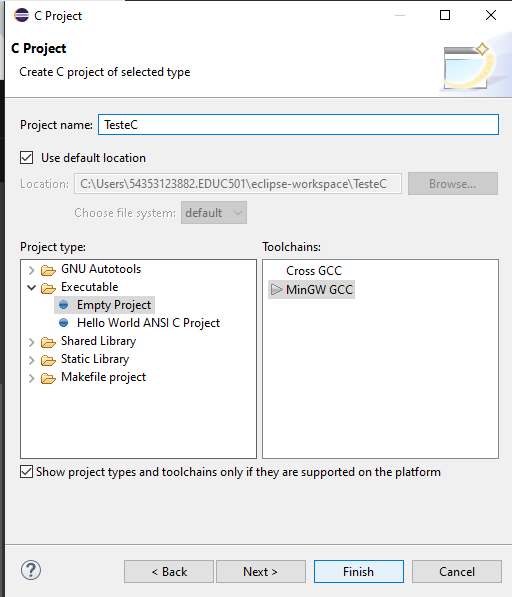 C Project
C Project
Create C project of selected type
Project name: TesteC
Use default location
Location: C:\Users\54353123882.EDUC501\eclipse-workspace\TesteC Browse...
Choose file system: default
Project type: Toolchains:
GNU Autotools
Executable
Empty Project
Hello World ANSI C Project
Shared Library
Static Library
Makefile project
Cross GCC
MinGW GCC
Show project types and toolchains only if they are supported on the platform
? < Back Next > Finish Cancel